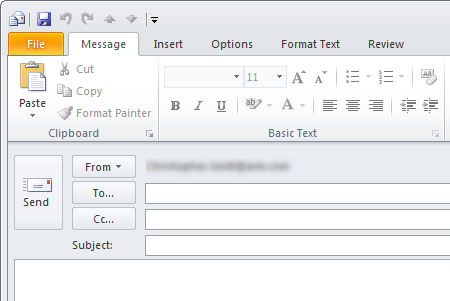 File Message Insert Options Format Text Review
Cut
Copy
Format Painter
Paste
Clipboard
11
A A
B I U
ab
A
Basic Text
Send
From
To...
Cc...
Subject: